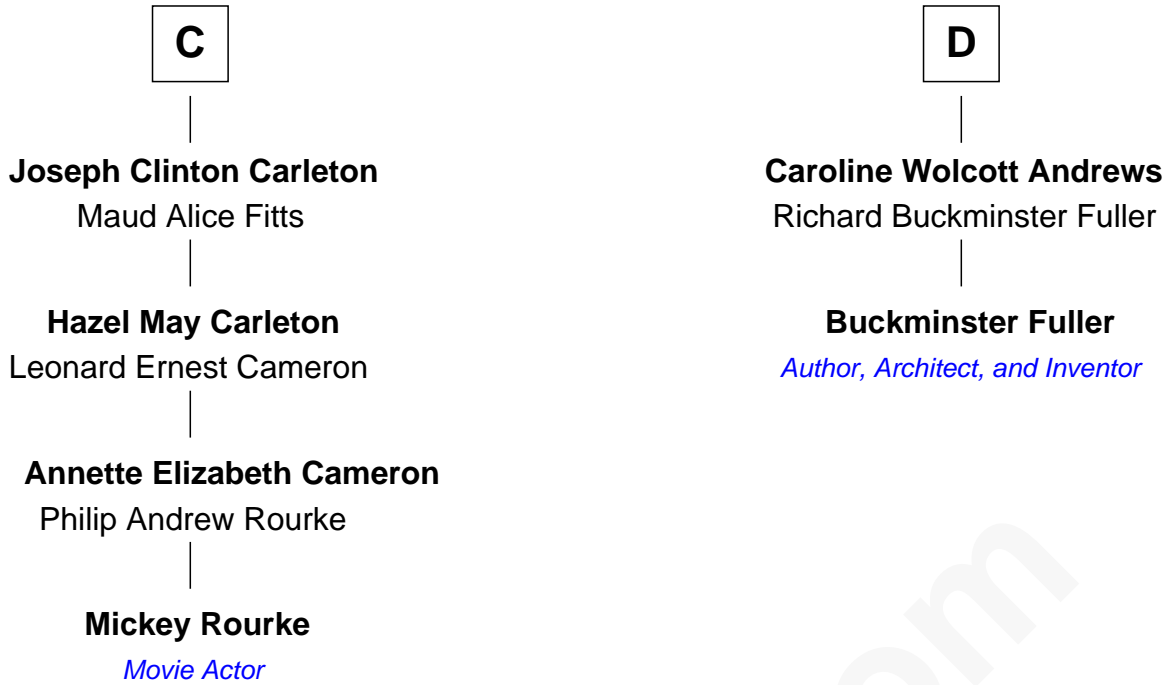 C
Joseph Clinton Carleton
Maud Alice Fitts
Hazel May Carleton
Leonard Ernest Cameron
Annette Elizabeth Cameron
Philip Andrew Rourke
Mickey Rourke
Movie Actor
D
Caroline Wolcott Andrews
Richard Buckminster Fuller
Buckminster Fuller
Author, Architect, and Inventor
om